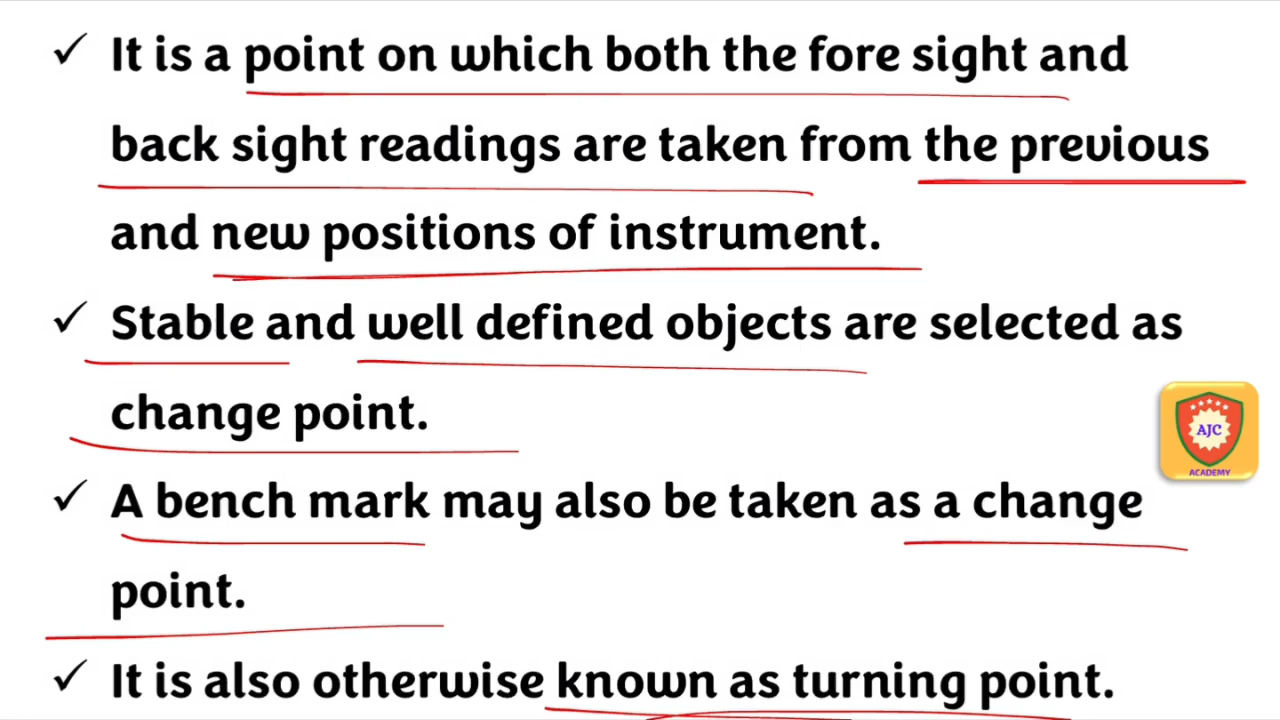 ✓ It is a point on which both the fore sight and
back sight readings are taken from the previous
and new positions of instrument.
✓ Stable and well defined objects are selected as
change point.
AJC
ACADEMY
✓ A bench mark may also be taken as a change
point.
✓ It is also otherwise known as turning point.